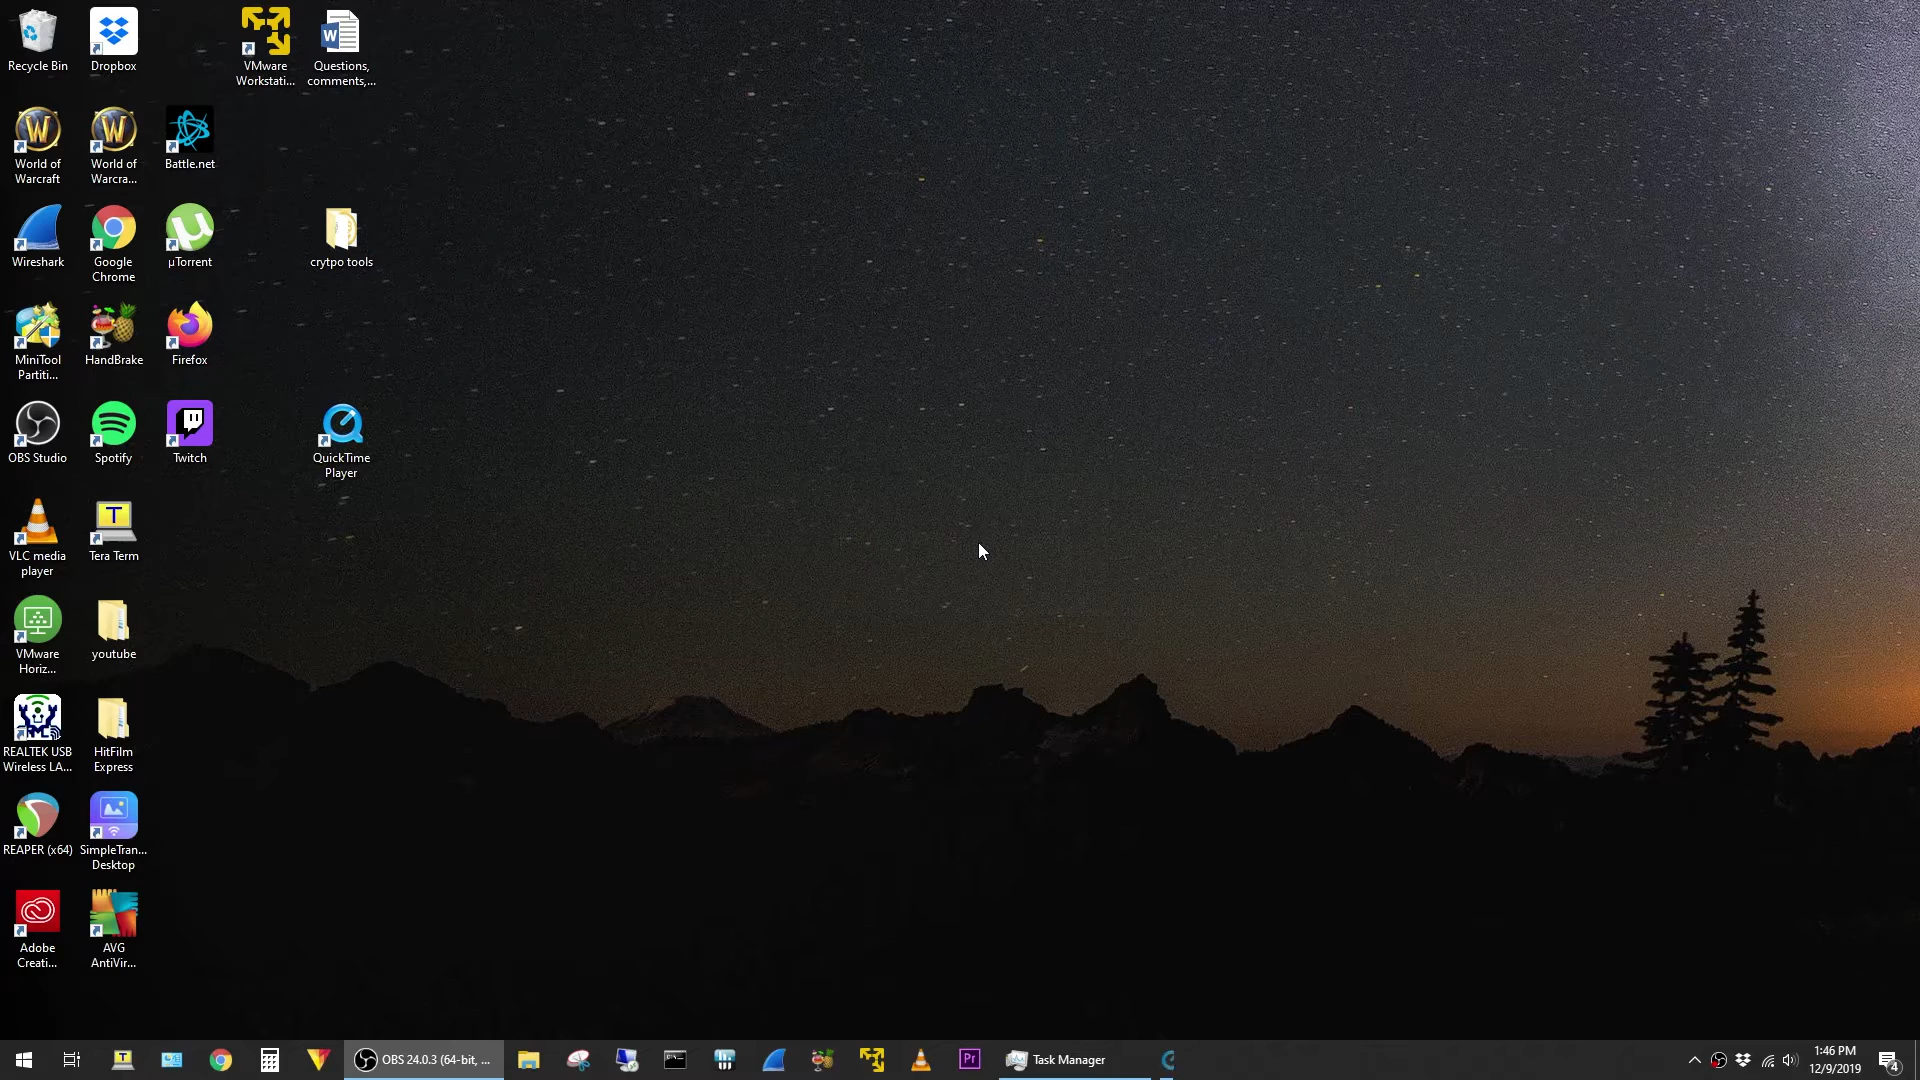 Recycle Bin
Dropbox
VMware
Workstati...
Questions,
comments,...
World of
Warcraft
World of
Warcra...
Battle.net
Wireshark
Google
Chrome
µTorrent
crytpo tools
MiniTool
Partiti...
HandBrake
Firefox
OBS Studio
Spotify
Twitch
QuickTime
Player
VLC media
player
Tera Term
VMware
Horiz...
youtube
REALTEK USB
Wireless LA...
HitFilm
Express
REAPER (x64)
SimpleTran...
Desktop
Adobe
Creati...
AVG
AntiVir...
OBS 24.0.3 (64-bit, ...
Pr
Task Manager
1:46 PM
12/9/2019
4